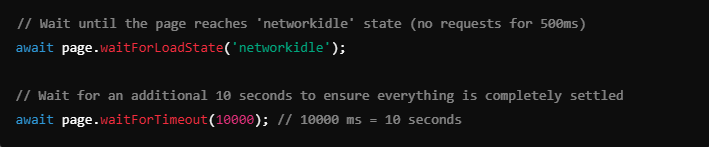 // Wait until the page reaches 'networkidle' state (no requests for 500ms)
await page.waitForLoadState('networkidle');
// Wait for an additional 10 seconds to ensure everything is completely settled
await page.waitForTimeout(10000); // 10000 ms = 10 seconds